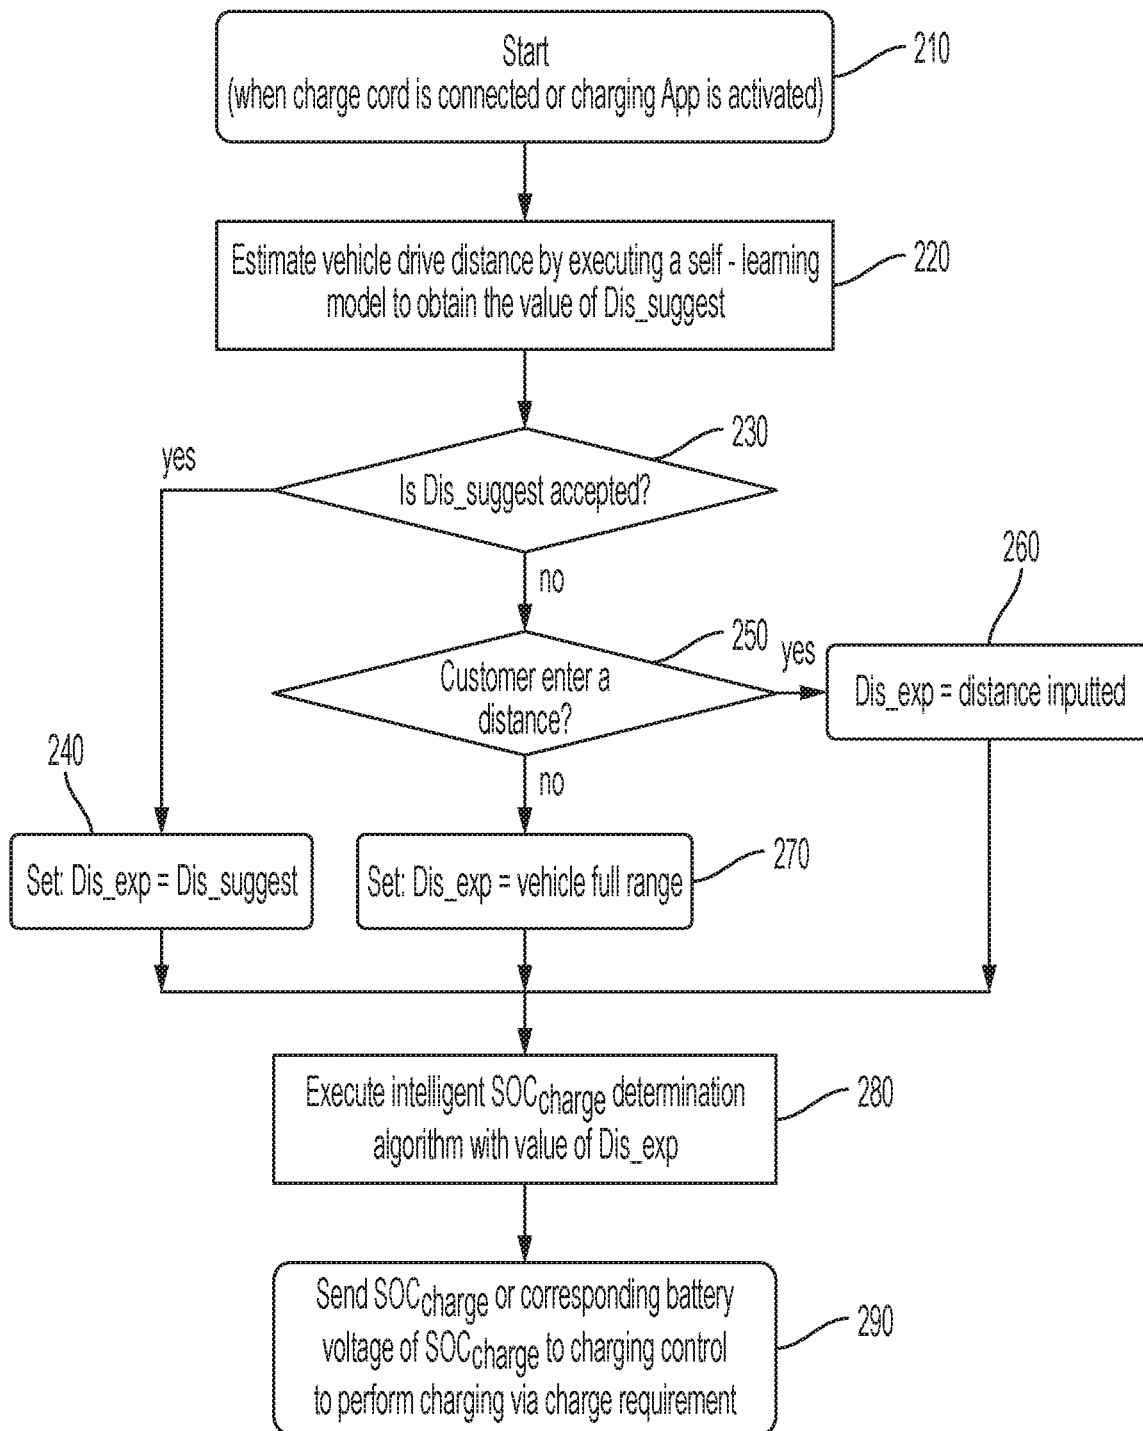 Start
(when charge cord is connected or charging App is activated)
210
Estimate vehicle drive distance by executing a self - learning
model to obtain the value of Dis_suggest
220
230
yes
Is Dis_suggest accepted?
no
260
250
yes
Customer enter a
distance?
Dis_exp = distance inputted
no
240
270
Set: Dis_exp = Dis_suggest
Set: Dis_exp = vehicle full range
Execute intelligent SOCcharge determination
algorithm with value of Dis_exp
280
Send SOCcharge or corresponding battery
voltage of SOCcharge to charging control
to perform charging via charge requirement
290